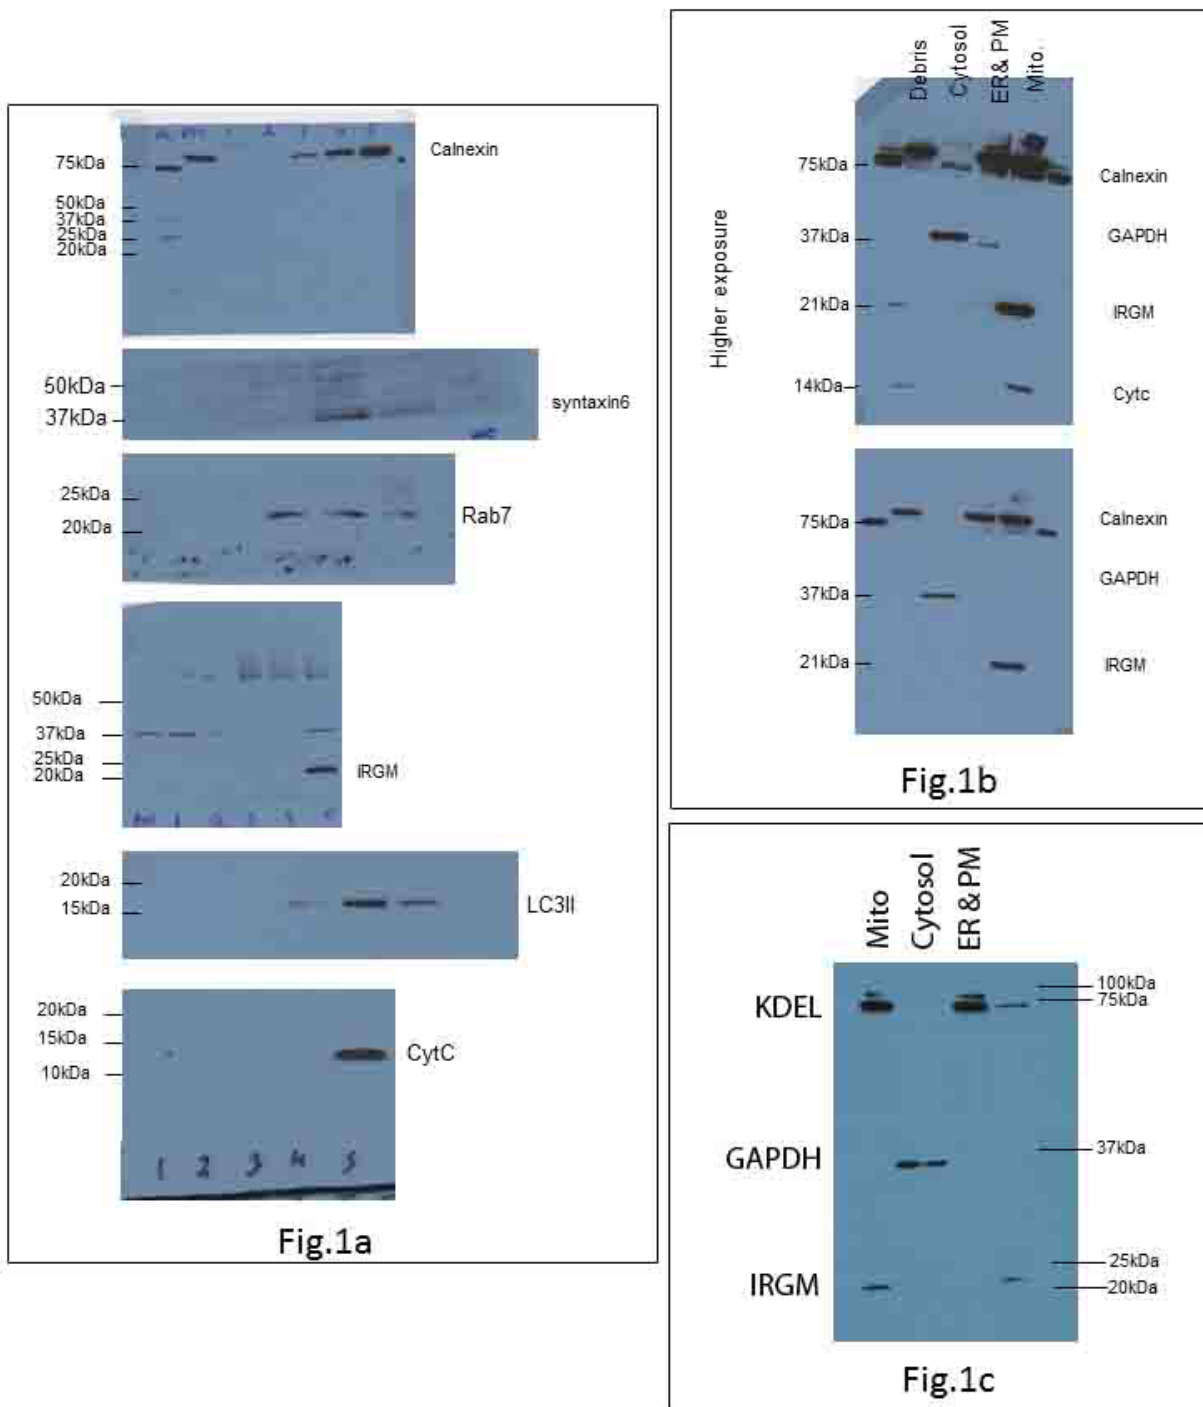 75kDa
Calnexin
50kDa
37kDa
25kDa
20kDa
50kDa
syntaxin6
37kDa
25kDa
Rab7
20kDa
50kDa
37kDa
25kDa
IRGM
20kDa
20kDa
LC3II
15kDa
20kDa
15kDa
CytC
10kDa
1 2 3 4 5
Fig.1a
Debris
Cytosol
ER& PM
Mito.
Higher exposure
75kDa
Calnexin
37kDa
GAPDH
21kDa
IRGM
14kDa
Cytc
75kDa
Calnexin
GAPDH
37kDa
21kDa
IRGM
Fig.1b
Mito
Cytosol
ER & PM
KDEL
100kDa
75kDa
GAPDH
37kDa
25kDa
IRGM
20kDa
Fig.1c